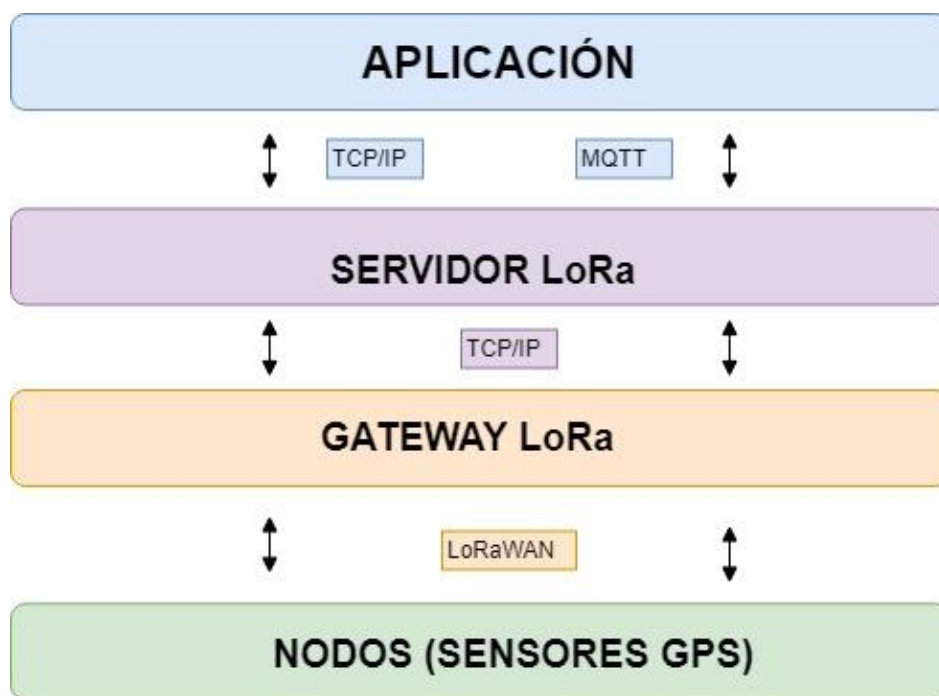 APLICACIÓN
TCP/IP MQTT
SERVIDOR LoRa
TCP/IP
GATEWAY LoRa
LoRaWAN
NODOS (SENSORES GPS)